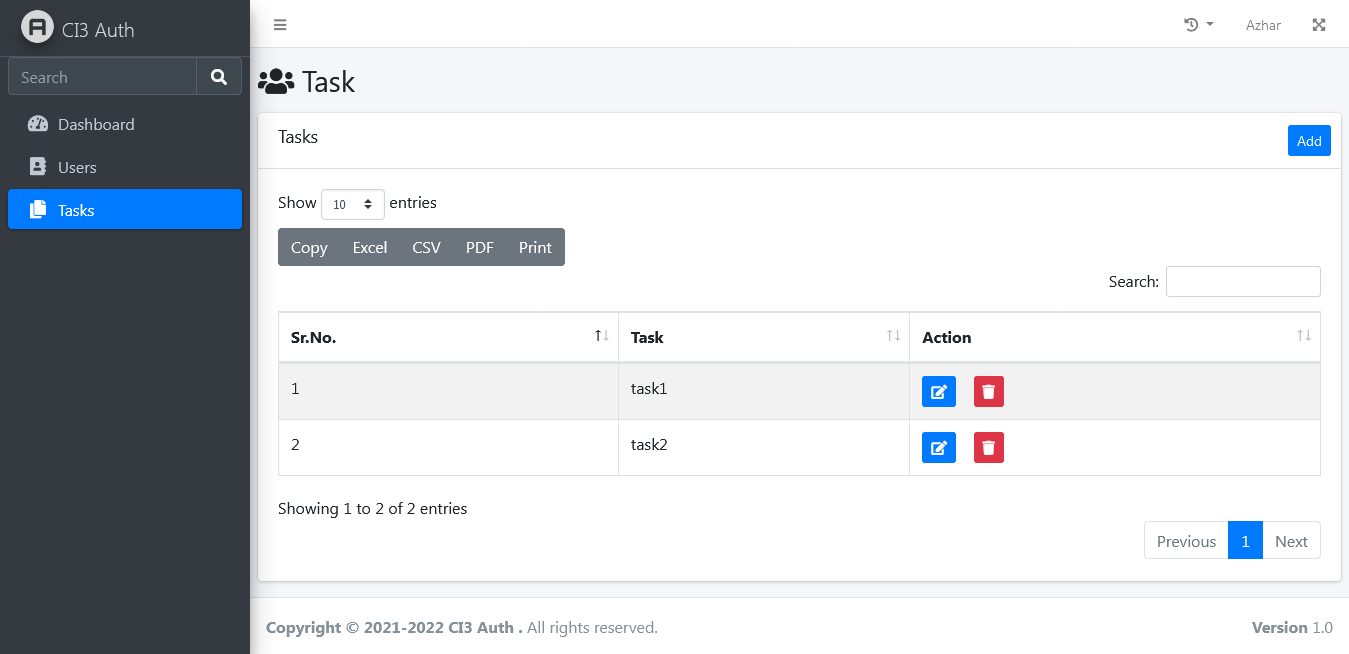 CI3 Auth
Azhar
Search
Dashboard
Users
Tasks
Task
Tasks
Add
Show 10 entries
Copy Excel CSV PDF Print
Search:
Sr.No. Task Action
1 task1
2 task2
Showing 1 to 2 of 2 entries
Previous 1 Next
Copyright © 2021-2022 CI3 Auth . All rights reserved.
Version 1.0